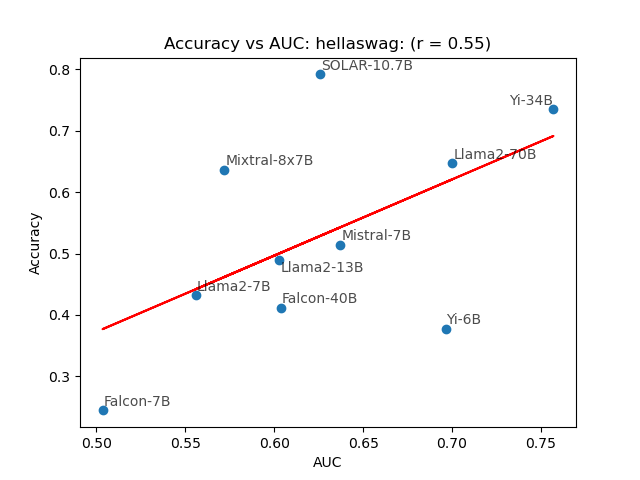 Accuracy vs AUC: hellaswag: (r = 0.55)
0.8
SOLAR-10.7B
Yi-34B
0.7
Llama2-70B
Mixtral-8x7B
0.6
Mistral-7B
0.5
Llama2-13B
Llama2-7B
Falcon-40B
0.4
Yi-6B
0.3
Falcon-7B
Accuracy
0.50 0.55 0.60 0.65 0.70 0.75
AUC